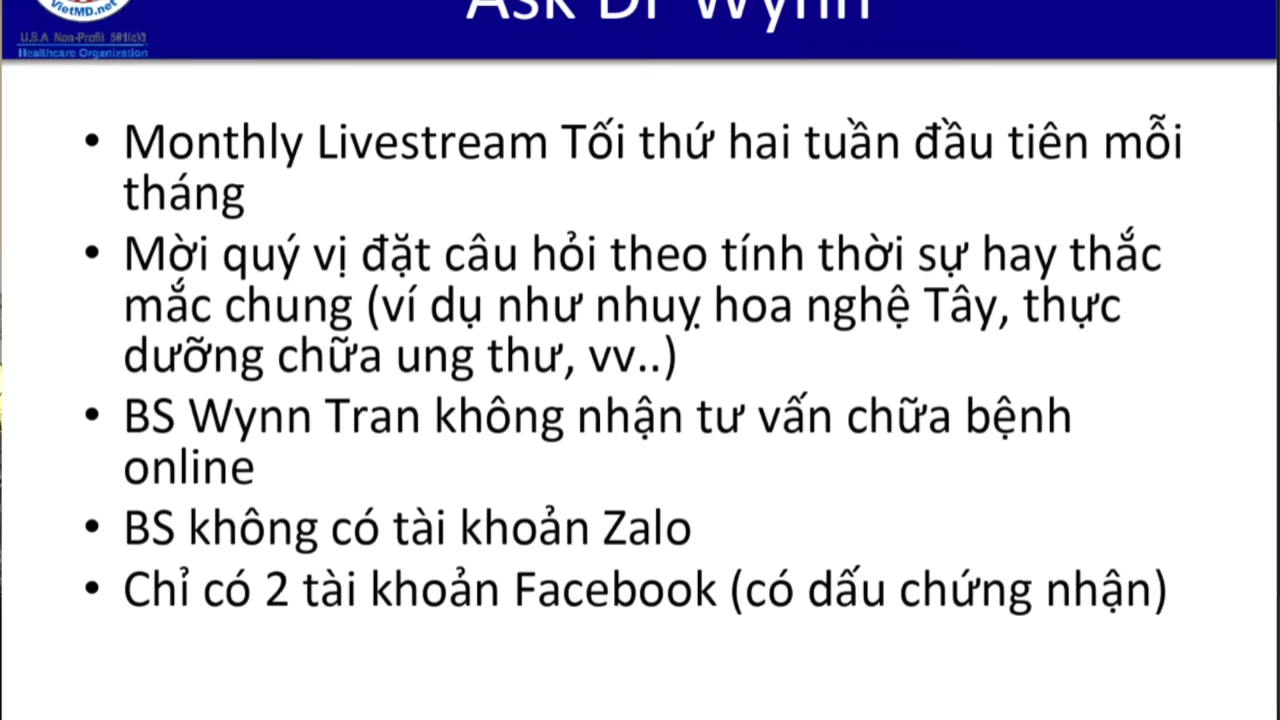 Ask Dr Wynn
VietMD.net
U.S.A Non-Profit 501(c)3
Healthcare Organization
• Monthly Livestream Tối thứ hai tuần đầu tiên mỗi
tháng
• Mời quý vị đặt câu hỏi theo tính thời sự hay thắc
mắc chung (ví dụ như nhuỵ hoa nghệ Tây, thực
dưỡng chữa ung thư, vv..)
• BS Wynn Tran không nhận tư vấn chữa bệnh
online
• BS không có tài khoản Zalo
• Chỉ có 2 tài khoản Facebook (có dấu chứng nhận)